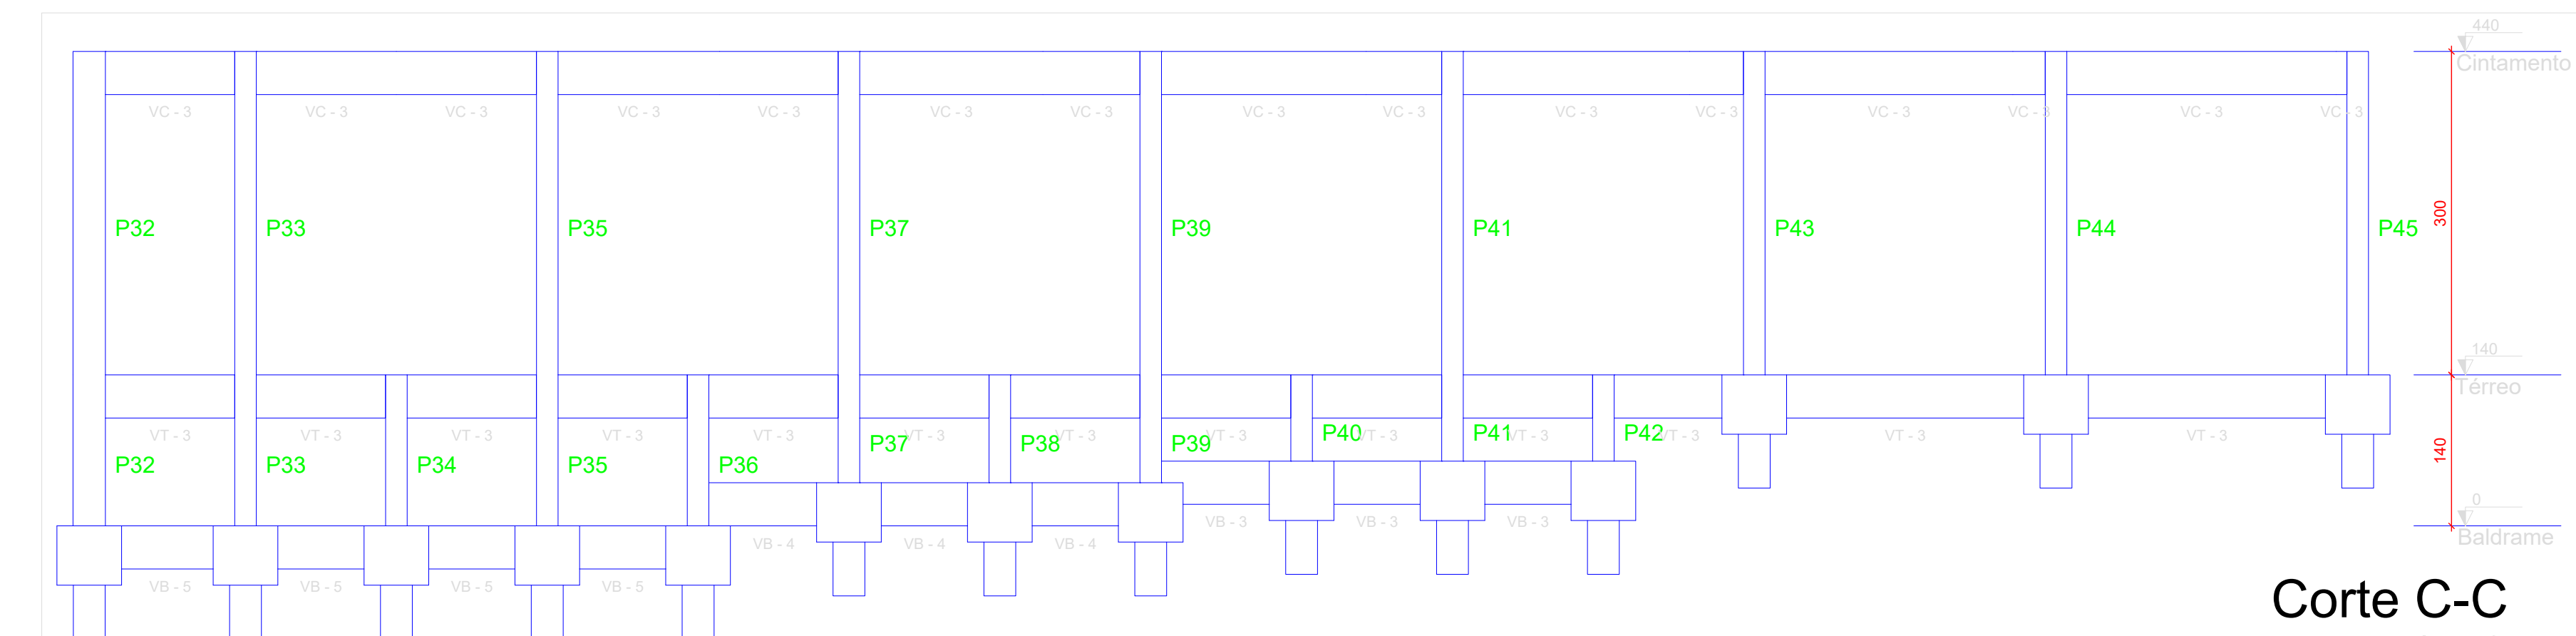 440
Cintamento
VC - 3 VC - 3 VC - 3 VC - 3 VC - 3 VC - 3 VC - 3 VC - 3 VC - 3 VC - 3 VC - 3 VC - 3 VC - 3 VC - 3 VC - 3
P32 P33 P35 P37 P39 P41 P43 P44 P45
300
140
Térreo
VT - 3 VT - 3 VT - 3 VT - 3 VT - 3 VT - 3 VT - 3 VT - 3 VT - 3 VT - 3 VT - 3 VT - 3 VT - 3
P32 P33 P34 P35 P36 P37 P38 P39 P40 P41 P42
140
0
Baldrame
VB - 3 VB - 3 VB - 3
VB - 4 VB - 4 VB - 4
VB - 5 VB - 5 VB - 5 VB - 5
Corte C-C